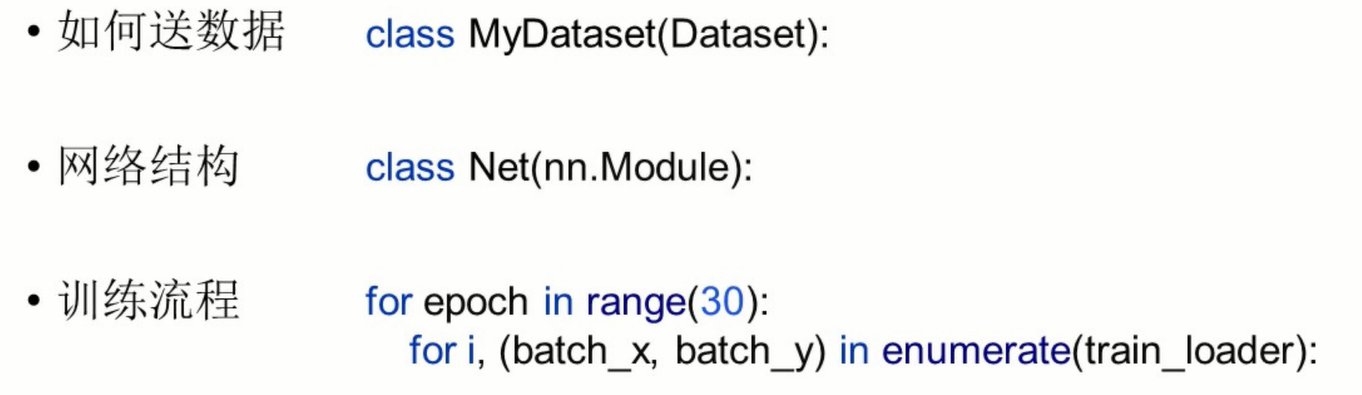 • 如何送数据 class MyDataset(Dataset):
• 网络结构 class Net(nn.Module):
• 训练流程 for epoch in range(30):
for i, (batch_x, batch_y) in enumerate(train_loader):